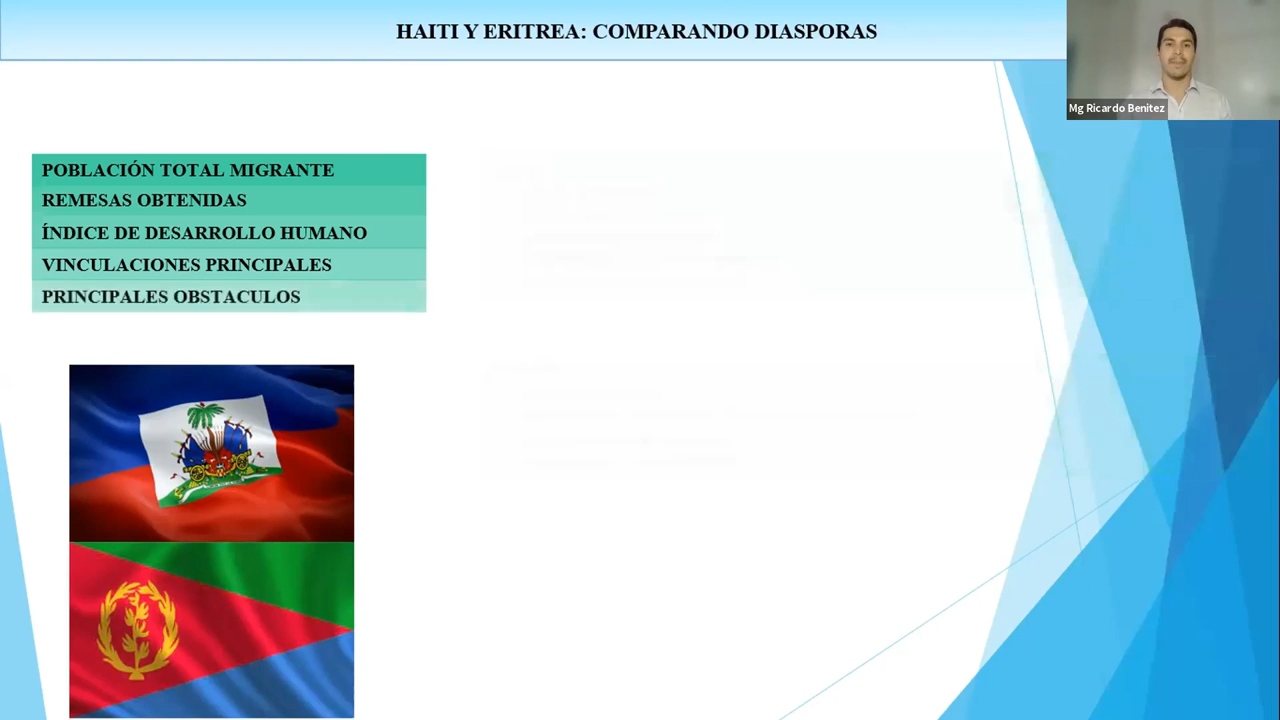 HAITI Y ERITREA: COMPARANDO DIASPORAS
Mg Ricardo Benítez
POBLACIÓN TOTAL MIGRANTE
REMESAS OBTENIDAS
ÍNDICE DE DESARROLLO HUMANO
VINCULACIONES PRINCIPALES
PRINCIPALES OBSTACULOS